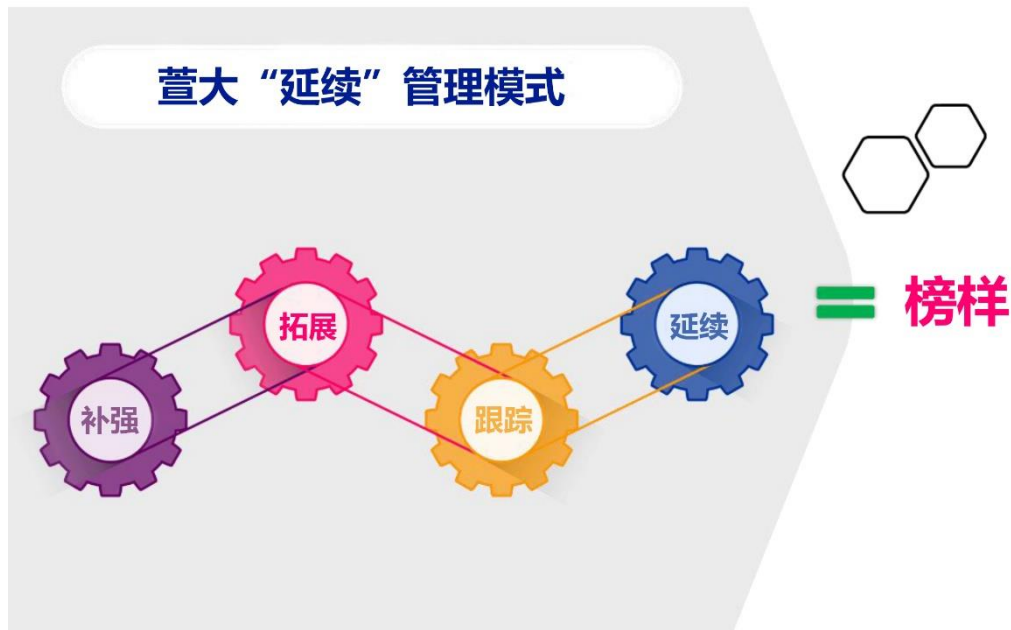 萱大“延续”管理模式
拓展
延续
= 榜样
补强
跟踪